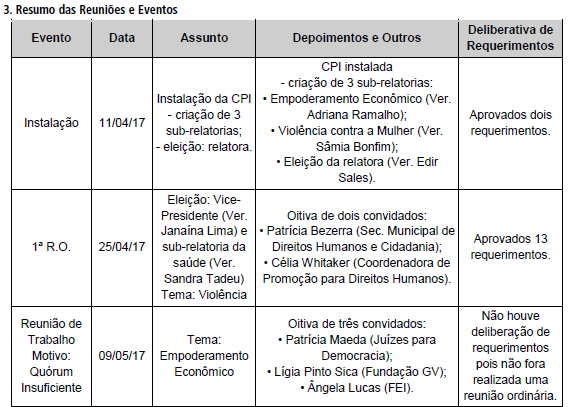 3. Resumo das Reuniões e Eventos
Evento
Data
Assunto
Depoimentos e Outros
Deliberativa de
Requerimentos
Instalação
11/04/17
Instalação da CPI
- criação de 3
sub-relatorias;
- eleição: relatora.
CPI instalada
- criação de 3 sub-relatorias:
• Empoderamento Econômico (Ver.
Adriana Ramalho);
• Violência contra a Mulher (Ver.
Sâmia Bonfim);
• Eleição da relatora (Ver. Edir
Sales).
Aprovados dois
requerimentos.
1ª R.O.
25/04/17
Eleição: Vice-
Presidente (Ver.
Janaína Lima) e
sub-relatoria da
saúde (Ver.
Sandra Tadeu)
Tema: Violência
Oitiva de dois convidados:
• Patrícia Bezerra (Sec. Municipal de
Direitos Humanos e Cidadania);
• Célia Whitaker (Coordenadora de
Promoção para Direitos Humanos).
Aprovados 13
requerimentos.
Reunião de
Trabalho
Motivo:
Quórum
Insuficiente
09/05/17
Tema:
Empoderamento
Econômico
Oitiva de três convidados:
• Patrícia Maeda (Juízes para
Democracia);
• Lígia Pinto Sica (Fundação GV);
• Ângela Lucas (FEI).
Não houve
deliberação de
requerimentos
pois não fora
realizada uma
reunião ordinária.